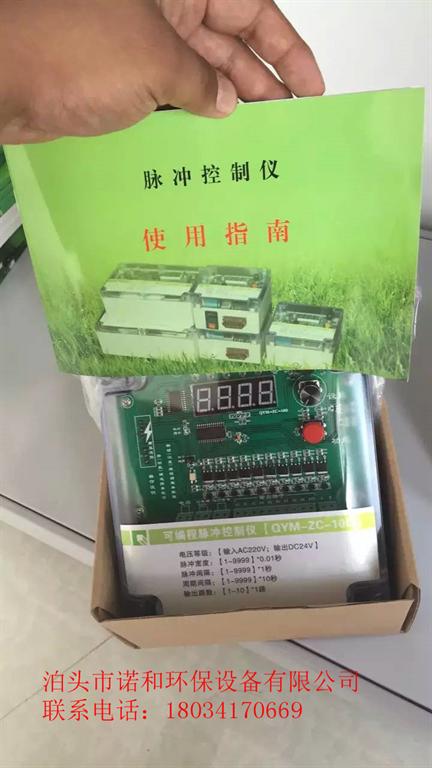 脉冲控制仪
使用指南
QYM-ZC-10D
可编程脉冲控制仪【QYM-ZC-10D
电压等级:【输入AC220V;输出DC24V】
脉冲宽度:【1-9999】*0.01秒
脉冲间隔:【1-9999】*1秒
周期间隔:【1-9999】*10秒
输出路数:【1-10】*1路
泊头市诺和环保设备有限公司
联系电话:18034170669